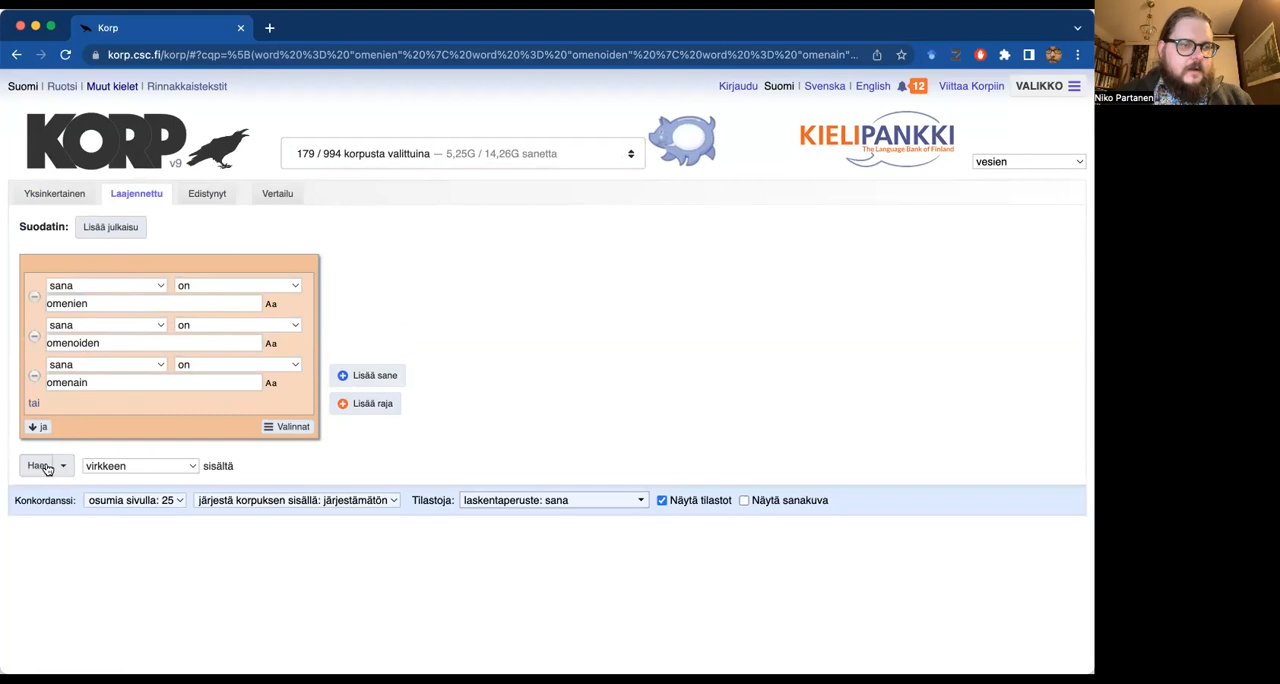 Korp
korp.csc.fi/korp/#?cqp=%5B(word%20%3D%20"omenien"%20%7C%20word%20%3D%20"omenoiden"%20%7C%20word%20%3D%20"omenain"...
Niko Partanen
Suomi | Ruotsi | Muut kielet | Rinnakkaistekstit
Kirjaudu Suomi | Svenska | English 12 Viittaa Korpiin VALIKKO
KORP v9
179 / 994 korpusta valittuina — 5,25G / 14,26G sanetta
KIELIPANKKI
The Language Bank of Finland
vesien
Yksinkertainen Laajennettu Edistynyt Vertailu
Suodatin: Lisää julkaisu
sana on
omenien Aa
sana on
omenoiden Aa
sana on
omenain Aa
tai
ja Valinnat
Lisää sane
Lisää raja
Hae virkkeen sisältä
Konkordanssi: osumia sivulla: 25 järjestä korpuksen sisällä: järjestämätön Tilastoja: laskentaperuste: sana Näytä tilastot Näytä sanakuva